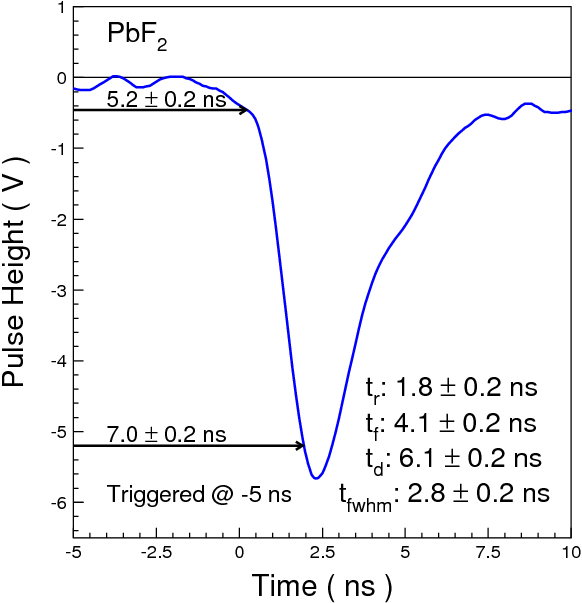 PbF2
5.2 ± 0.2 ns
7.0 ± 0.2 ns
tr: 1.8 ± 0.2 ns
tf: 4.1 ± 0.2 ns
td: 6.1 ± 0.2 ns
tfwhm: 2.8 ± 0.2 ns
Triggered @ -5 ns
Pulse Height ( V )
1
0
-1
-2
-3
-4
-5
-6
-5 -2.5 0 2.5 5 7.5 10
Time ( ns )